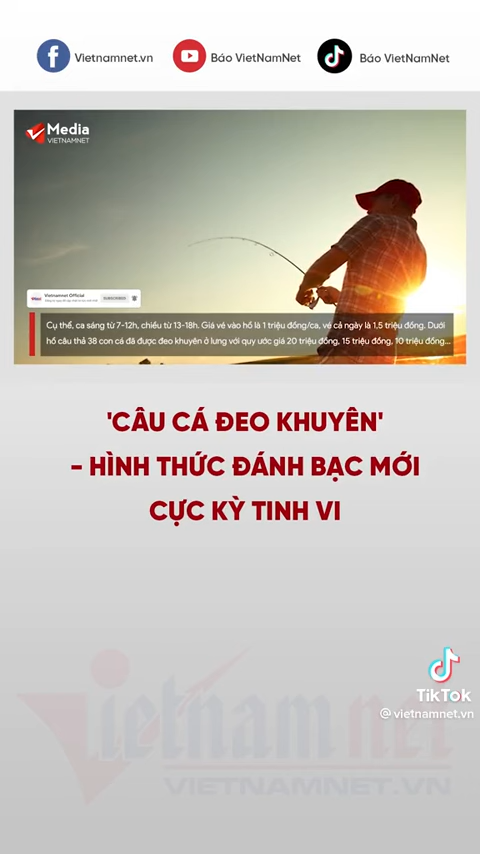 Vietnamnet.vn
Báo VietNamNet
Báo VietNamNet
Media
VIETNAMNET
Vietnamnet Official
SUBSCRIBED
Cụ thể, ca sáng từ 7-12h, chiều từ 13-18h. Giá vé vào hồ là 1 triệu đồng/ca, vé cả ngày là 1,5 triệu đồng. Dưới
hồ câu thả 38 con cá đã được đeo khuyên ở lưng với quy ước giá 20 triệu đồng, 15 triệu đồng, 10 triệu đồng...
'CÂU CÁ ĐEO KHUYÊN'
- HÌNH THỨC ĐÁNH BẠC MỚI
CỰC KỲ TINH VI
TikTok
@vietnamnet.vn
Vietnamnet
VIETNAMNET.VN